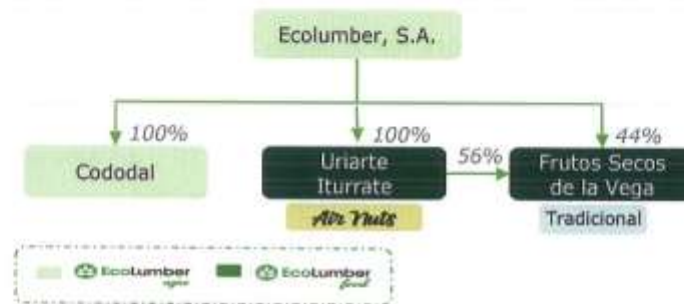 Ecolumber, S.A.
100%
100%
44%
Cododal
Uriarte
Iturrate
56%
Frutos Secos
de la Vega
Air Nuts
Tradicional
EcoLumber
agro
EcoLumber
food